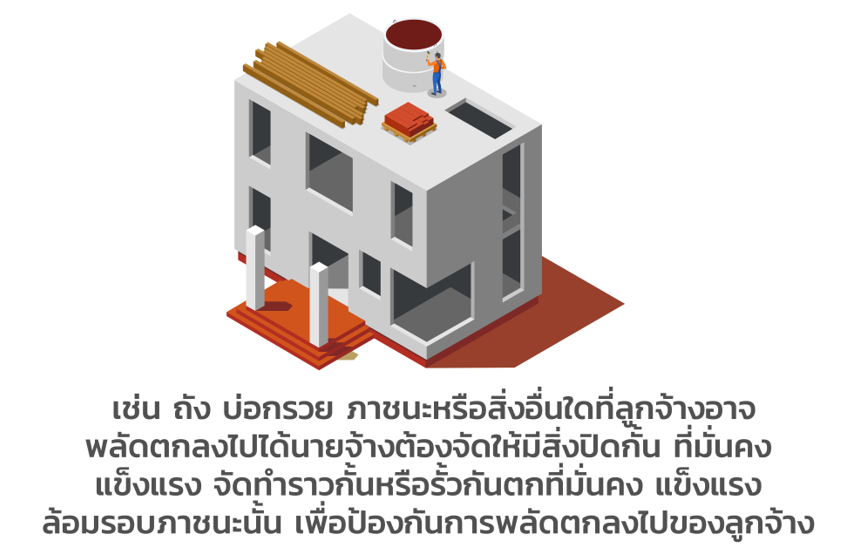 เช่น ถัง บ่อกรวย ภาชนะหรือสิ่งอื่นใดที่ลูกจ้างอาจ
พลัดตกลงไปได้นายจ้างต้องจัดให้มีสิ่งปิดกั้น ที่มั่นคง
แข็งแรง จัดทำราวกั้นหรือรั้วกันตกที่มั่นคง แข็งแรง
ล้อมรอบภาชนะนั้น เพื่อป้องกันการพลัดตกลงไปของลูกจ้าง